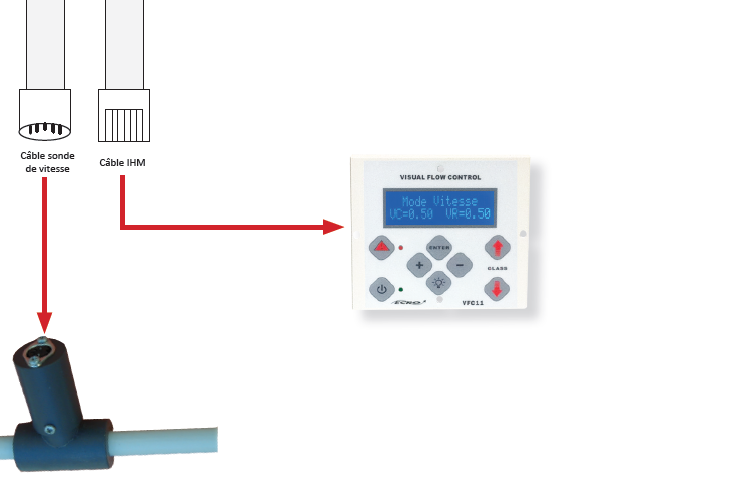 Câble sonde
de vitesse
Câble IHM
VISUAL FLOW CONTROL
Mode Vitesse
VC=0.50 VR=0.50
ENTER
+
-
GLASS
ECRO
VFC11